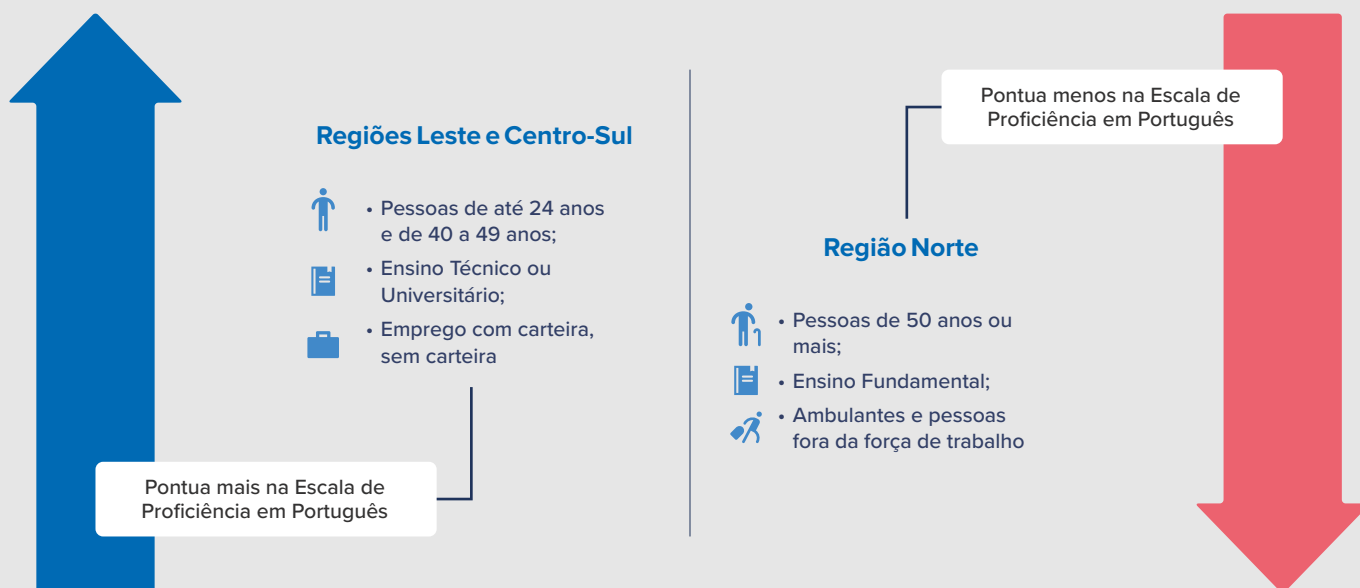 Regiões Leste e Centro-Sul
• Pessoas de até 24 anos
e de 40 a 49 anos;
• Ensino Técnico ou
Universitário;
• Emprego com carteira,
sem carteira
Pontua mais na Escala de
Proficiência em Português
Pontua menos na Escala de
Proficiência em Português
Região Norte
• Pessoas de 50 anos ou
mais;
• Ensino Fundamental;
• Ambulantes e pessoas
fora da força de trabalho